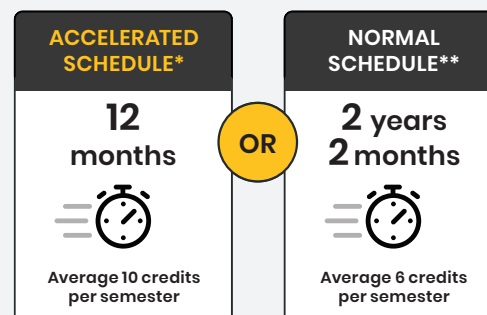 ACCELERATED
SCHEDULE*
12
months
Average 10 credits
per semester
OR
NORMAL
SCHEDULE**
2 years
2 months
Average 6 credits
per semester